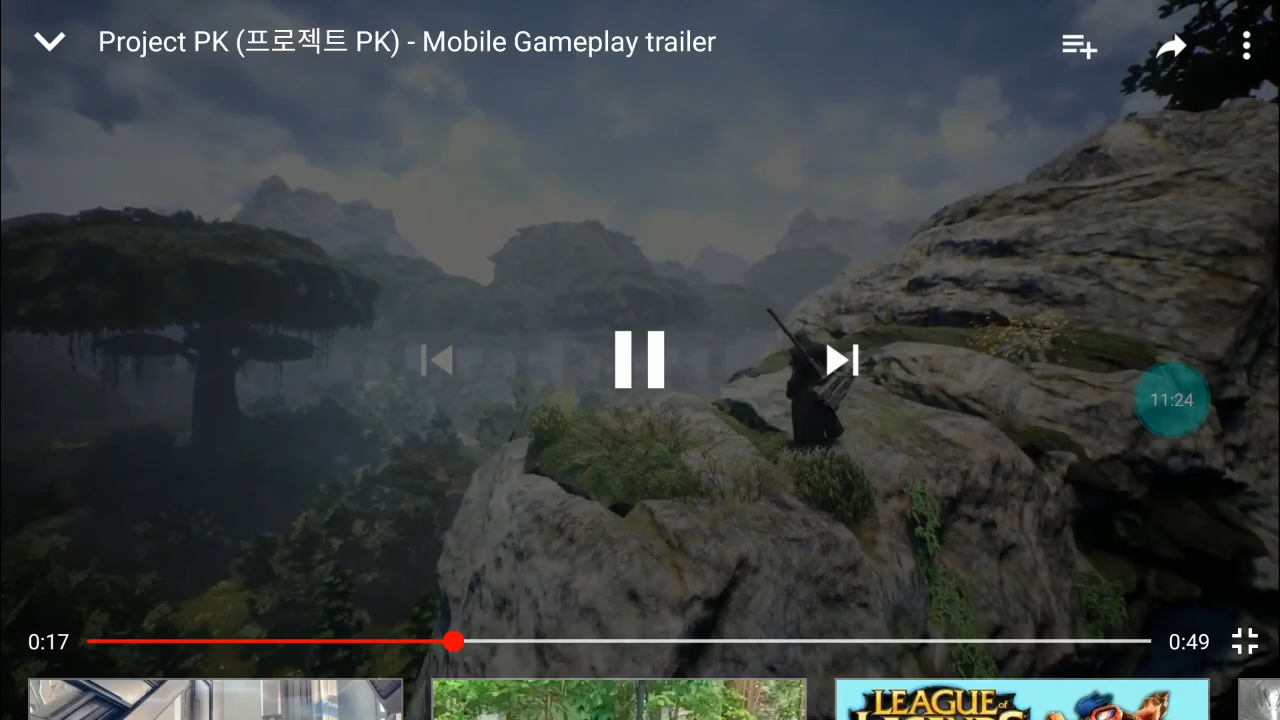 Project PK (프로젝트 PK) - Mobile Gameplay trailer
11:24
0:17
0:49
LEAGUE of
LEGENDS